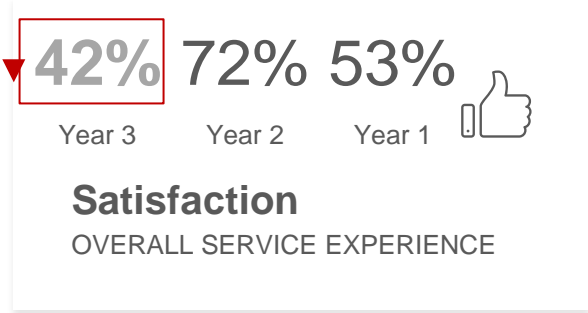 42% 72% 53%
Year 3 Year 2 Year 1
Satisfaction
OVERALL SERVICE EXPERIENCE